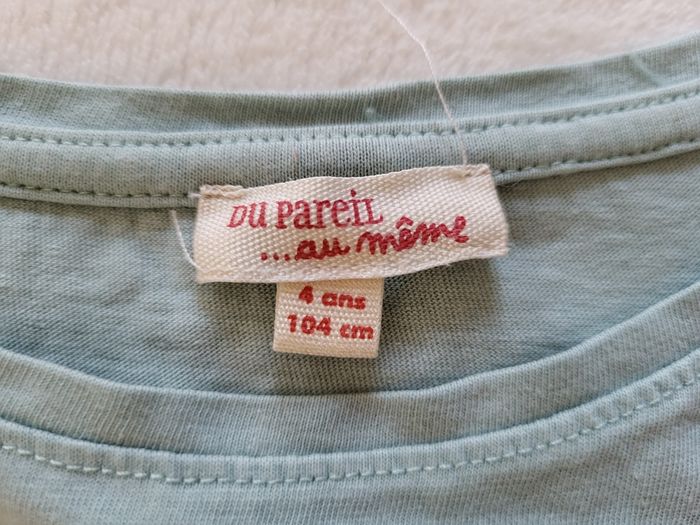 DU PAREIL
...au même
4 ans
104 cm